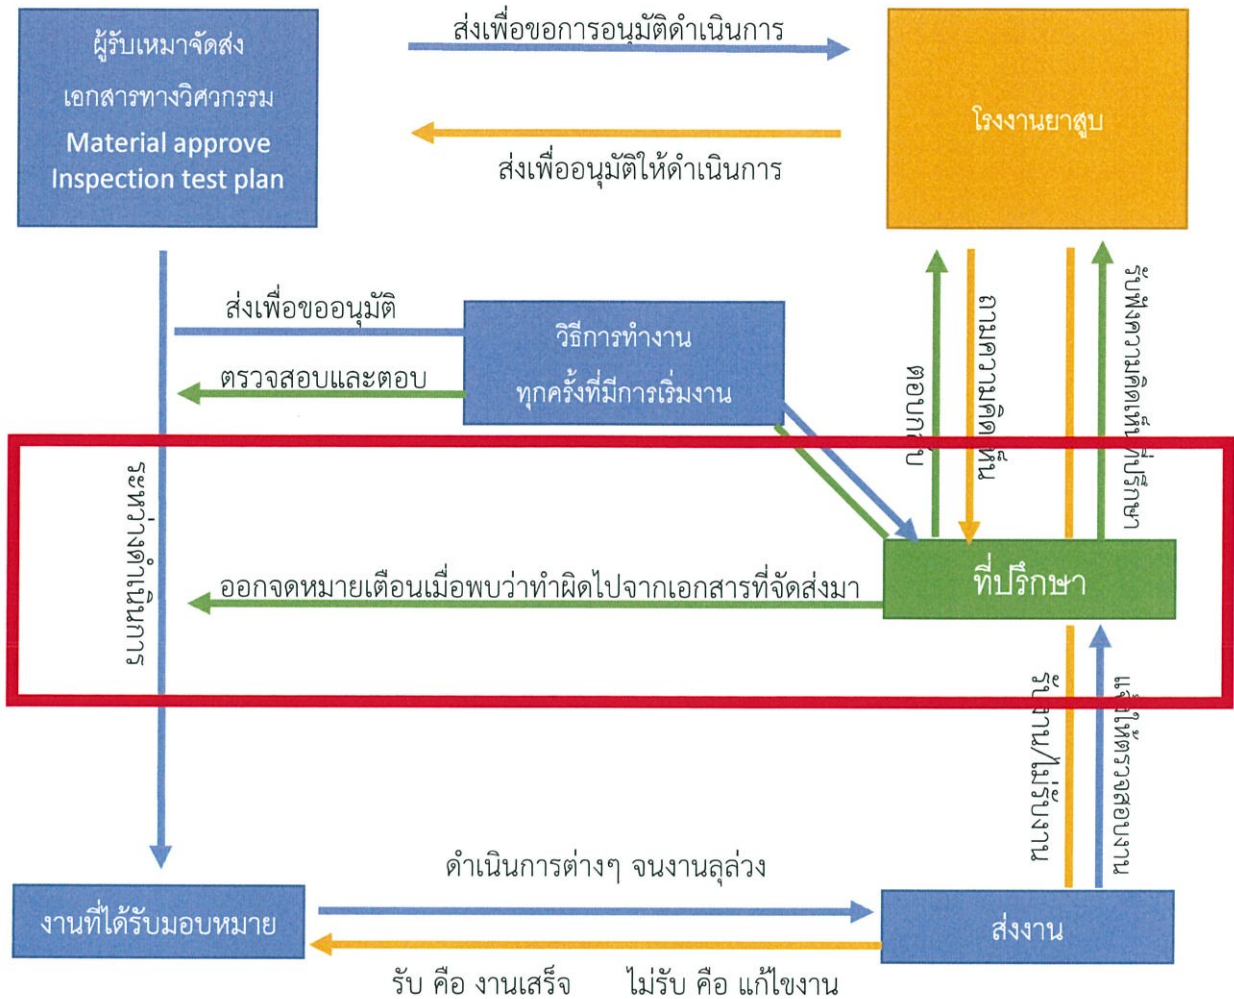 ผู้รับเหมาจัดส่ง
เอกสารทางวิศวกรรม
Material approve
Inspection test plan
ส่งเพื่อขอการอนุมัติดำเนินการ
ส่งเพื่ออนุมัติให้ดำเนินการ
โรงงานยาสูบ
ส่งเพื่อขออนุมัติ
ตรวจสอบและตอบ
วิธีการทำงาน
ทุกครั้งที่มีการเริ่มงาน
ตอบกลับ
ถามความคิดเห็น
รับฟังความคิดเห็นที่ปรึกษา
ระหว่างดำเนินการ
ออกจดหมายเตือนเมื่อพบว่าทำผิดไปจากเอกสารที่จัดส่งมา
ที่ปรึกษา
รับงาน/ไม่รับงาน
แจ้งให้ตรวจสอบงาน
ดำเนินการต่างๆ จนงานลุล่วง
งานที่ได้รับมอบหมาย
ส่งงาน
รับ คือ งานเสร็จ ไม่รับ คือ แก้ไขงาน